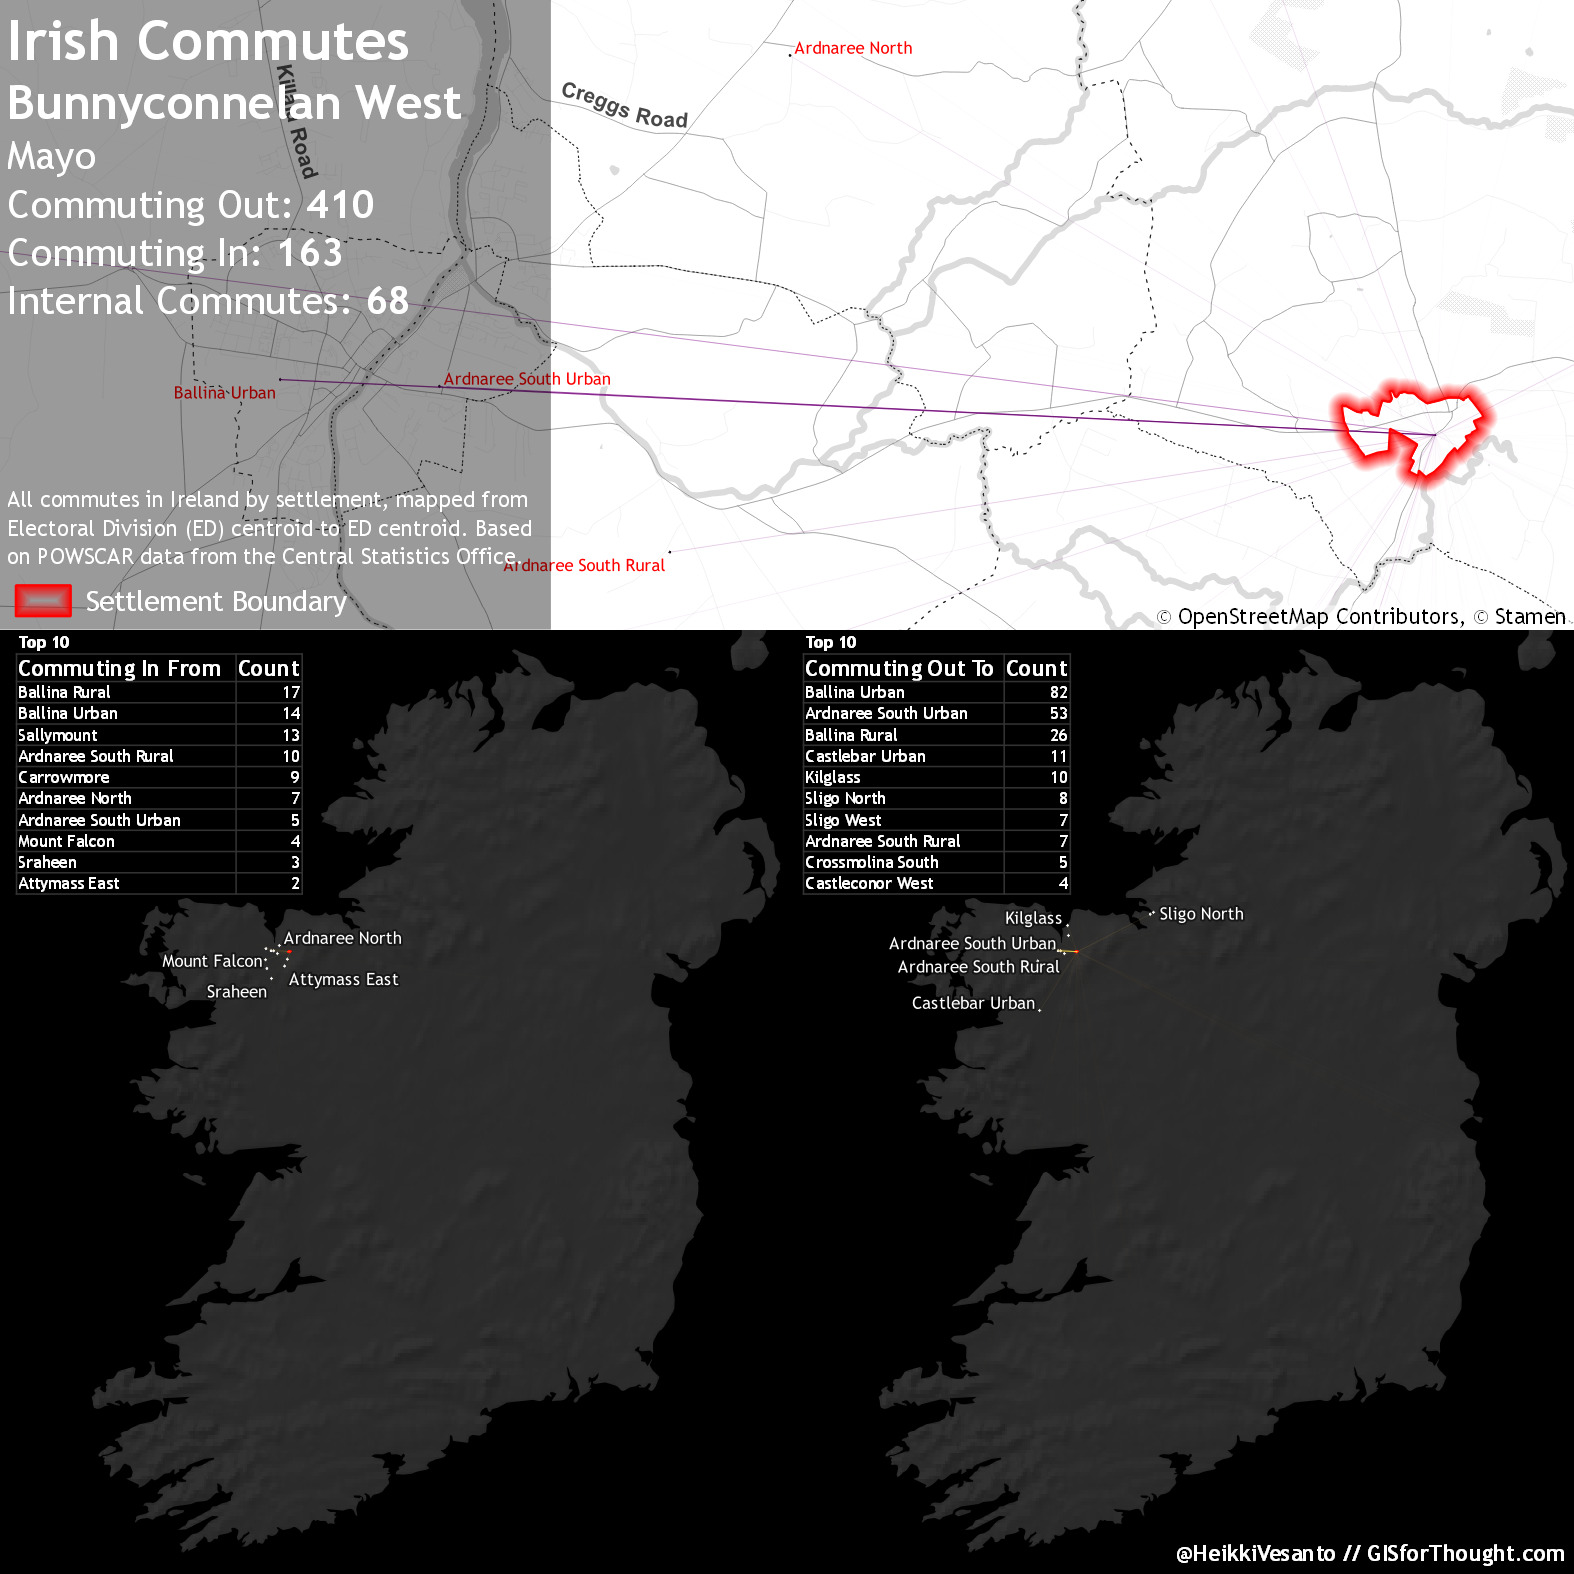 Irish Commutes
Bunnyconnelan West
Mayo
Commuting Out: 410
Commuting In: 163
Internal Commutes: 68
Killala Road
Creggs Road
Ardnaree North
Ballina Urban
Ardnaree South Urban
Ardnaree South Rural
All commutes in Ireland by settlement, mapped from
Electoral Division (ED) centroid to ED centroid. Based
on POWSCAR data from the Central Statistics Office.
Settlement Boundary
© OpenStreetMap Contributors, © Stamen
Top 10
Commuting In From Count
Ballina Rural 17
Ballina Urban 14
Sallymount 13
Ardnaree South Rural 10
Carrowmore 9
Ardnaree North 7
Ardnaree South Urban 5
Mount Falcon 4
Sraheen 3
Attymass East 2
Ardnaree North
Mount Falcon
Attymass East
Sraheen
Top 10
Commuting Out To Count
Ballina Urban 82
Ardnaree South Urban 53
Ballina Rural 26
Castlebar Urban 11
Kilglass 10
Sligo North 8
Sligo West 7
Ardnaree South Rural 7
Crossmolina South 5
Castleconor West 4
Sligo North
Kilglass
Ardnaree South Urban
Ardnaree South Rural
Castlebar Urban
@HeikkiVesanto // GISforThought.com